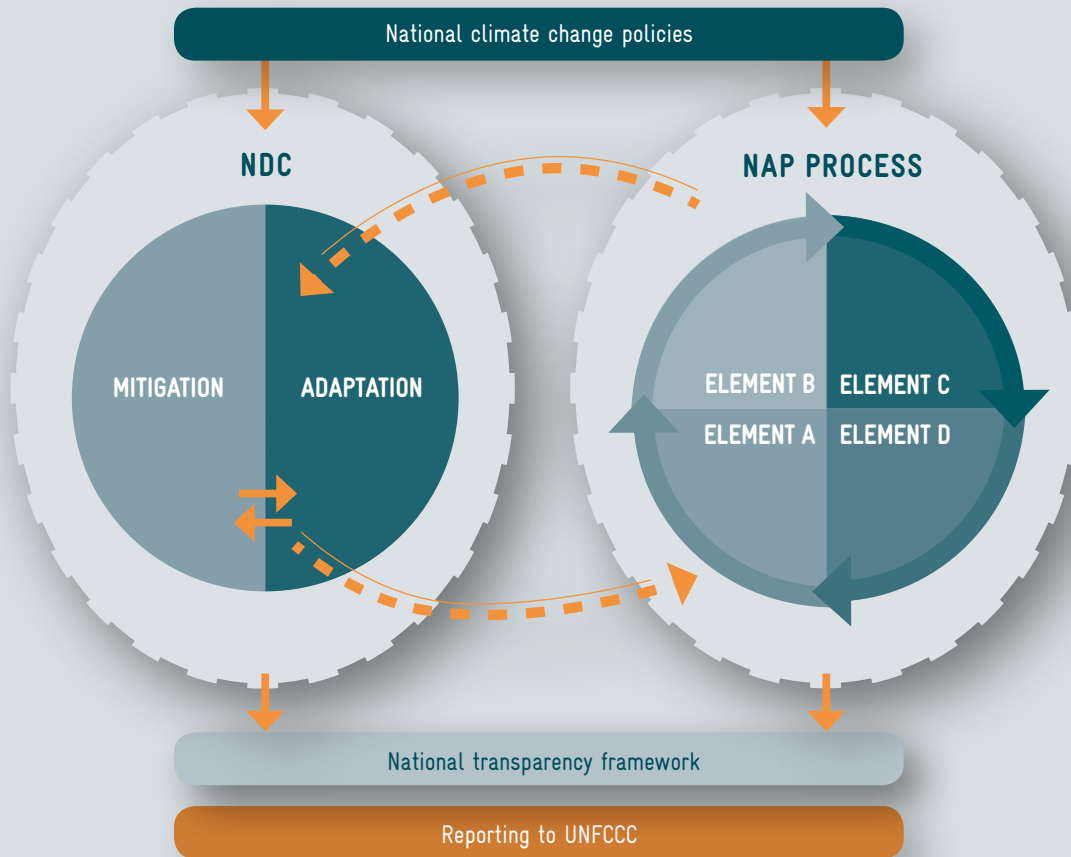 National climate change policies
NDC
NAP PROCESS
MITIGATION
ADAPTATION
ELEMENT B
ELEMENT C
ELEMENT A
ELEMENT D
National transparency framework
Reporting to UNFCCC